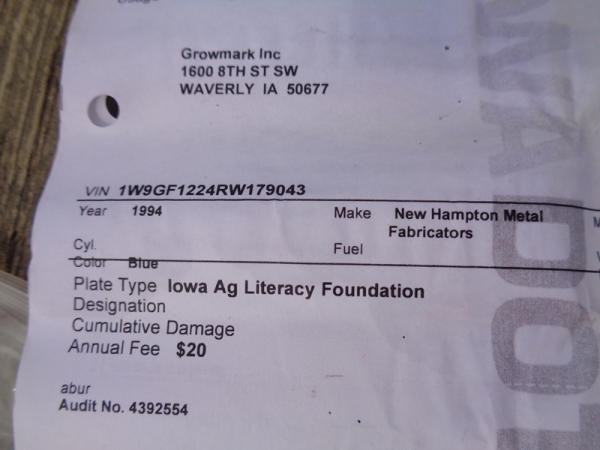 Growmark Inc
1600 8TH ST SW
WAVERLY IA 50677
VIN 1W9GF1224RW179043
Year 1994 Make New Hampton Metal
Fabricators
Cyl. Fuel
Color Blue
Plate Type Iowa Ag Literacy Foundation
Designation
Cumulative Damage
Annual Fee $20
abur
Audit No. 4392554